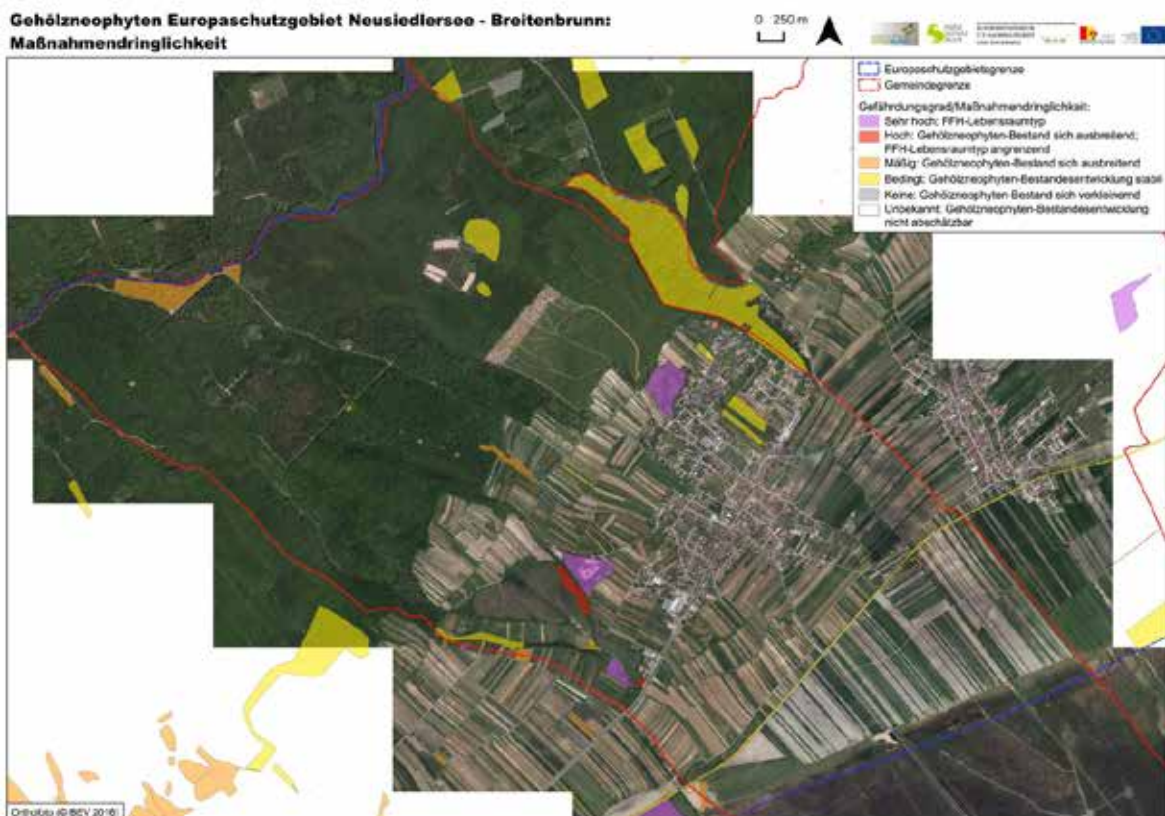 Gehölzneophyten Europaschutzgebiet Neusiedlersee - Breitenbrunn:
Maßnahmendringlichkeit
0 250 m
Europaschutzgebietsgrenze
Gemeindegrenze
Gefährdungsgrad/Maßnahmendringlichkeit:
Sehr hoch: FFH-Lebensraumtyp
Hoch: Gehölzneophyten-Bestand sich ausbreitend;
FFH-Lebensraumtyp angrenzend
Mäßig: Gehölzneophyten-Bestand sich ausbreitend
Bedingt: Gehölzneophyten-Bestandesentwicklung stabil
Keine: Gehölzneophyten-Bestand sich verkleinernd
Unbekannt: Gehölzneophyten-Bestandesentwicklung
nicht abschätzbar
Orthofoto (© BEV 2016)